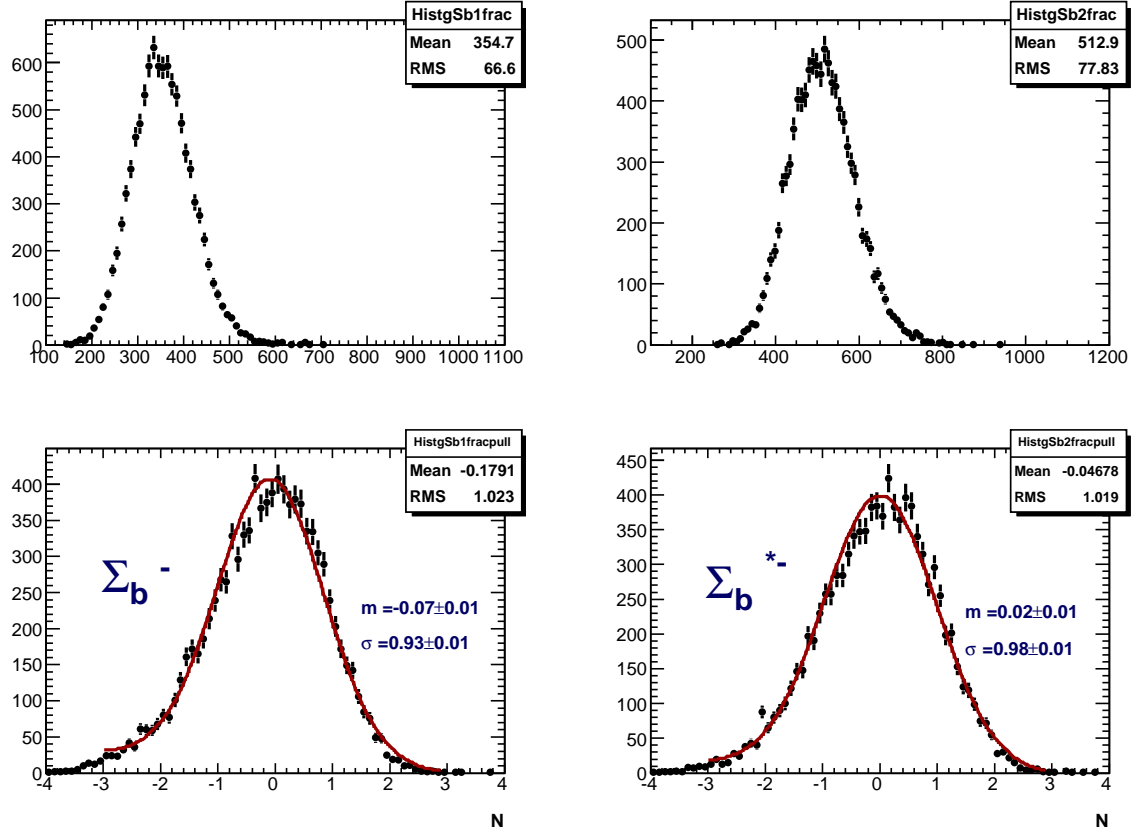 HistgSb1frac
Mean 354.7
RMS 66.6
600
500
400
300
200
100
0
100 200 300 400 500 600 700 800 900 1000 1100
HistgSb2frac
Mean 512.9
RMS 77.83
500
400
300
200
100
0
200 400 600 800 1000 1200
HistgSb1fracpull
Mean -0.1791
RMS 1.023
400
350
300
250
200
150
100
50
0
-4 -3 -2 -1 0 1 2 3 4
Σb -
m =-0.07±0.01
σ =0.93±0.01
N
HistgSb2fracpull
Mean -0.04678
RMS 1.019
450
400
350
300
250
200
150
100
50
0
-4 -3 -2 -1 0 1 2 3 4
Σb *-
m =0.02±0.01
σ =0.98±0.01
N